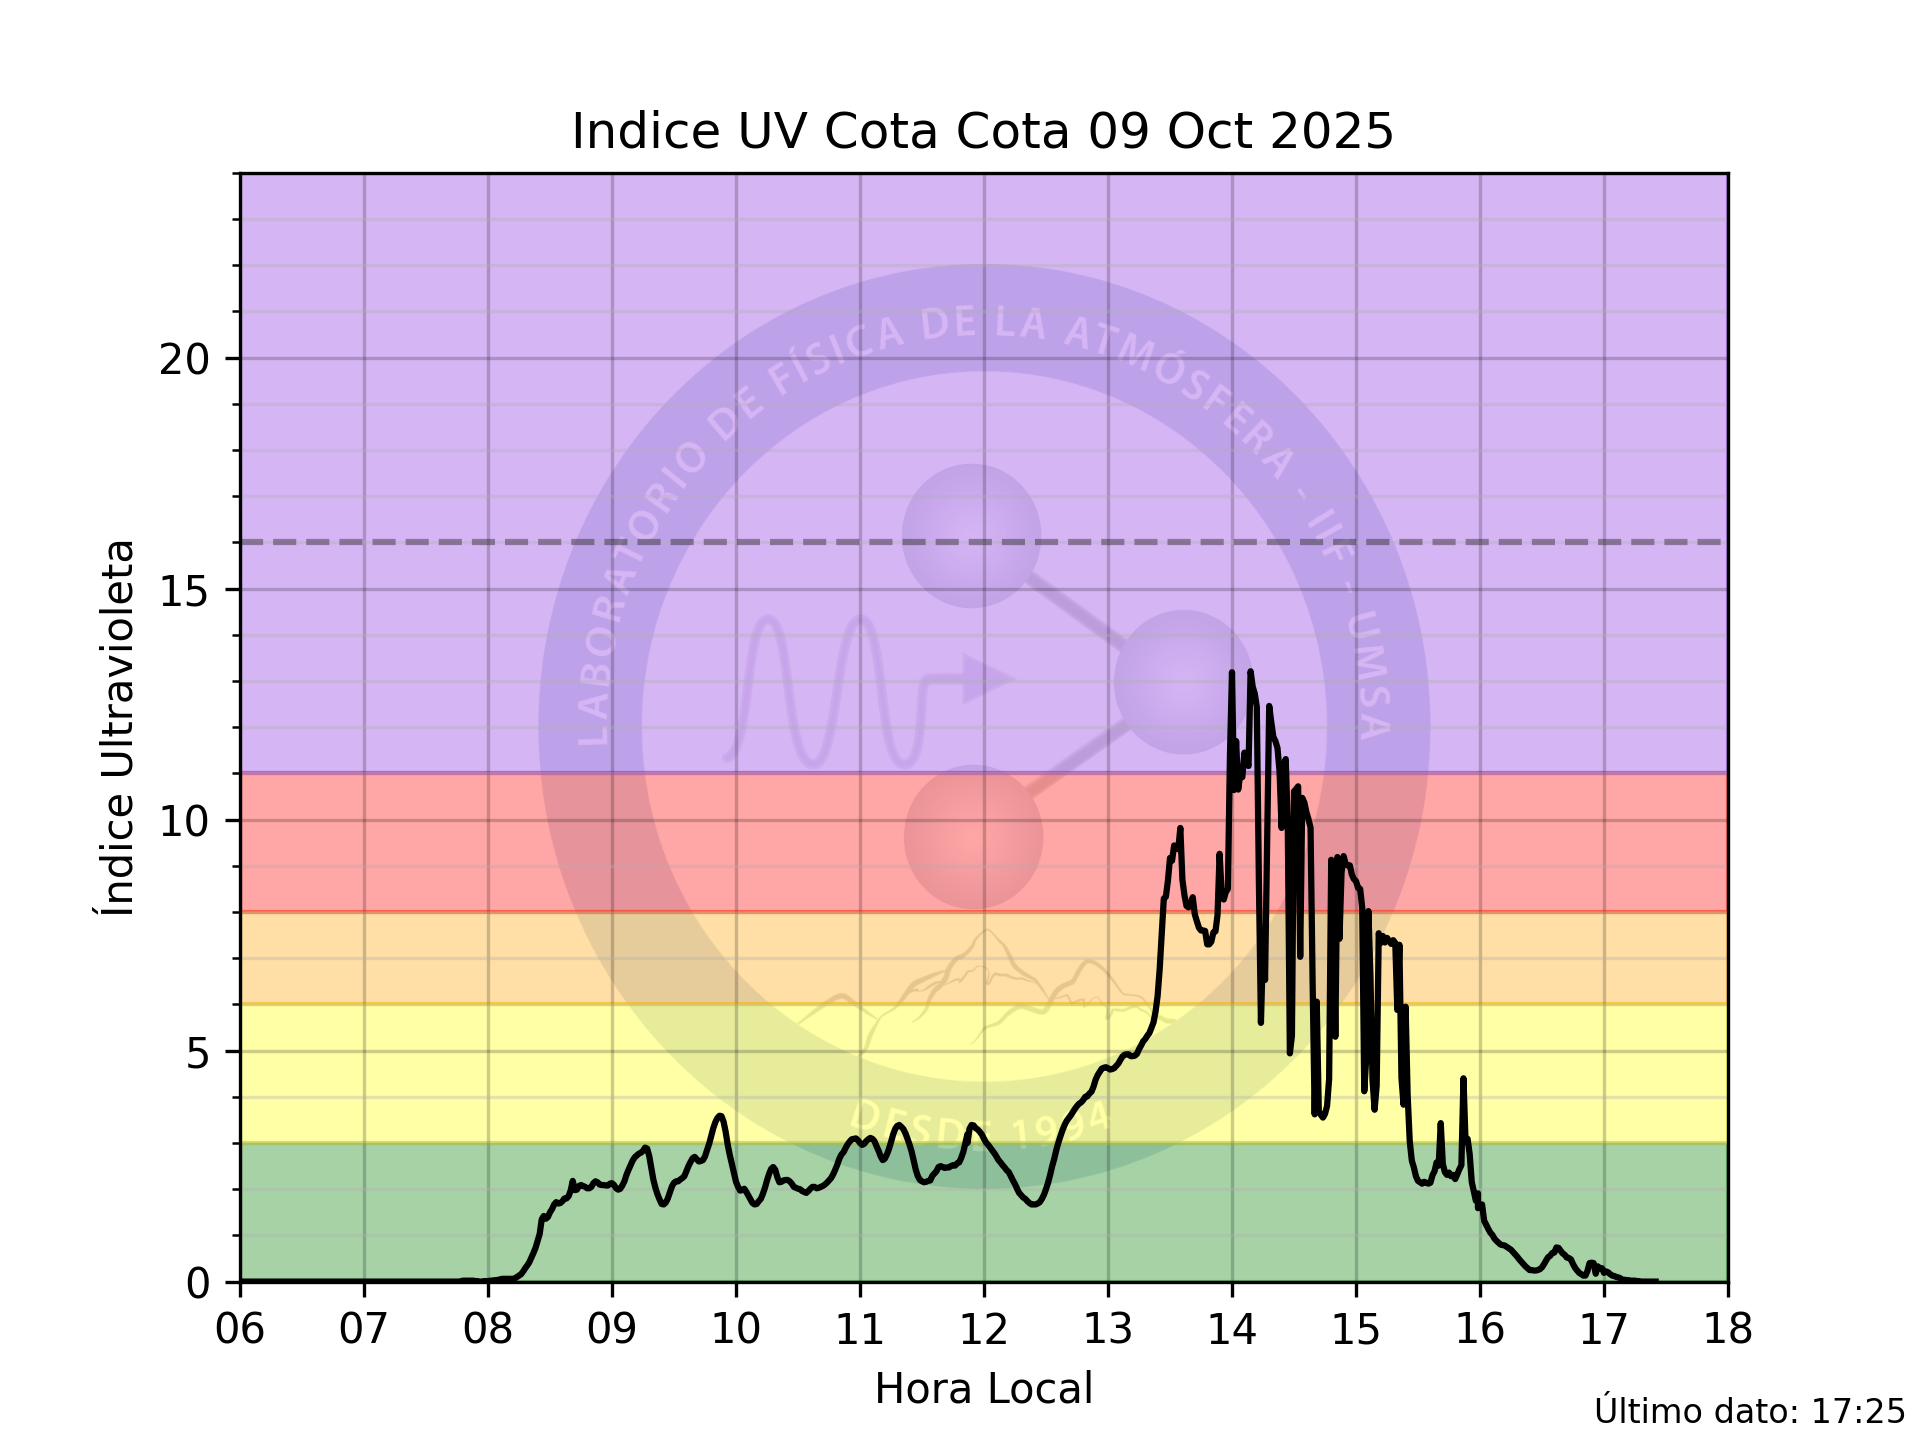 Indice UV Cota Cota 09 Oct 2025
LABORATORIO DE FÍSICA DE LA ATMÓSFERA - IIF - UMSA
DESDE 1994
Índice Ultravioleta
20
15
10
5
0
06 07 08 09 10 11 12 13 14 15 16 17 18
Hora Local
Último dato: 17:25